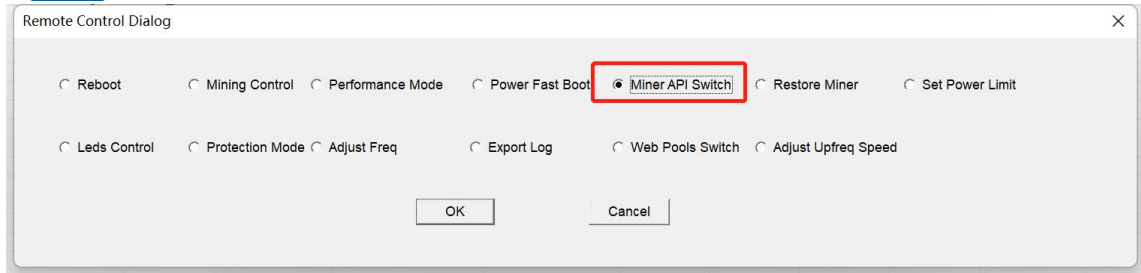 Remote Control Dialog
Reboot Mining Control Performance Mode Power Fast Boot Miner API Switch Restore Miner Set Power Limit
Leds Control Protection Mode Adjust Freq Export Log Web Pools Switch Adjust Upfreq Speed
OK Cancel